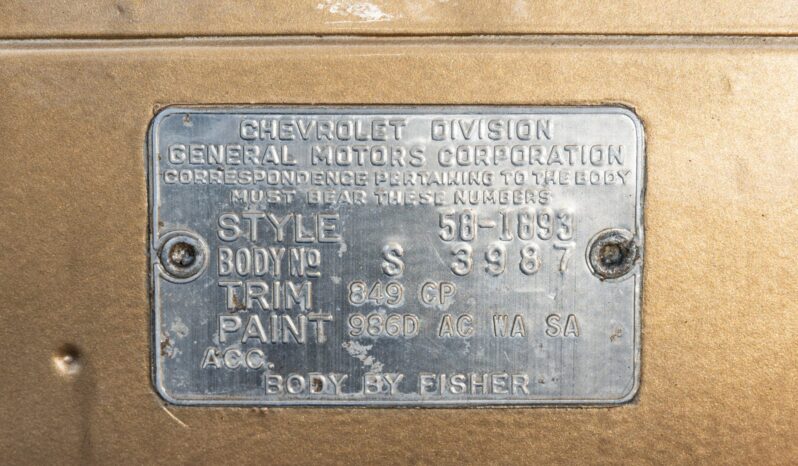 CHEVROLET DIVISION
GENERAL MOTORS CORPORATION
CORRESPONDENCE PERTAINING TO THE BODY
MUST BEAR THESE NUMBERS
STYLE 58-1893
BODY NO S 3987
TRIM 849 CP
PAINT 986D AC WA SA
ACC.
BODY BY FISHER